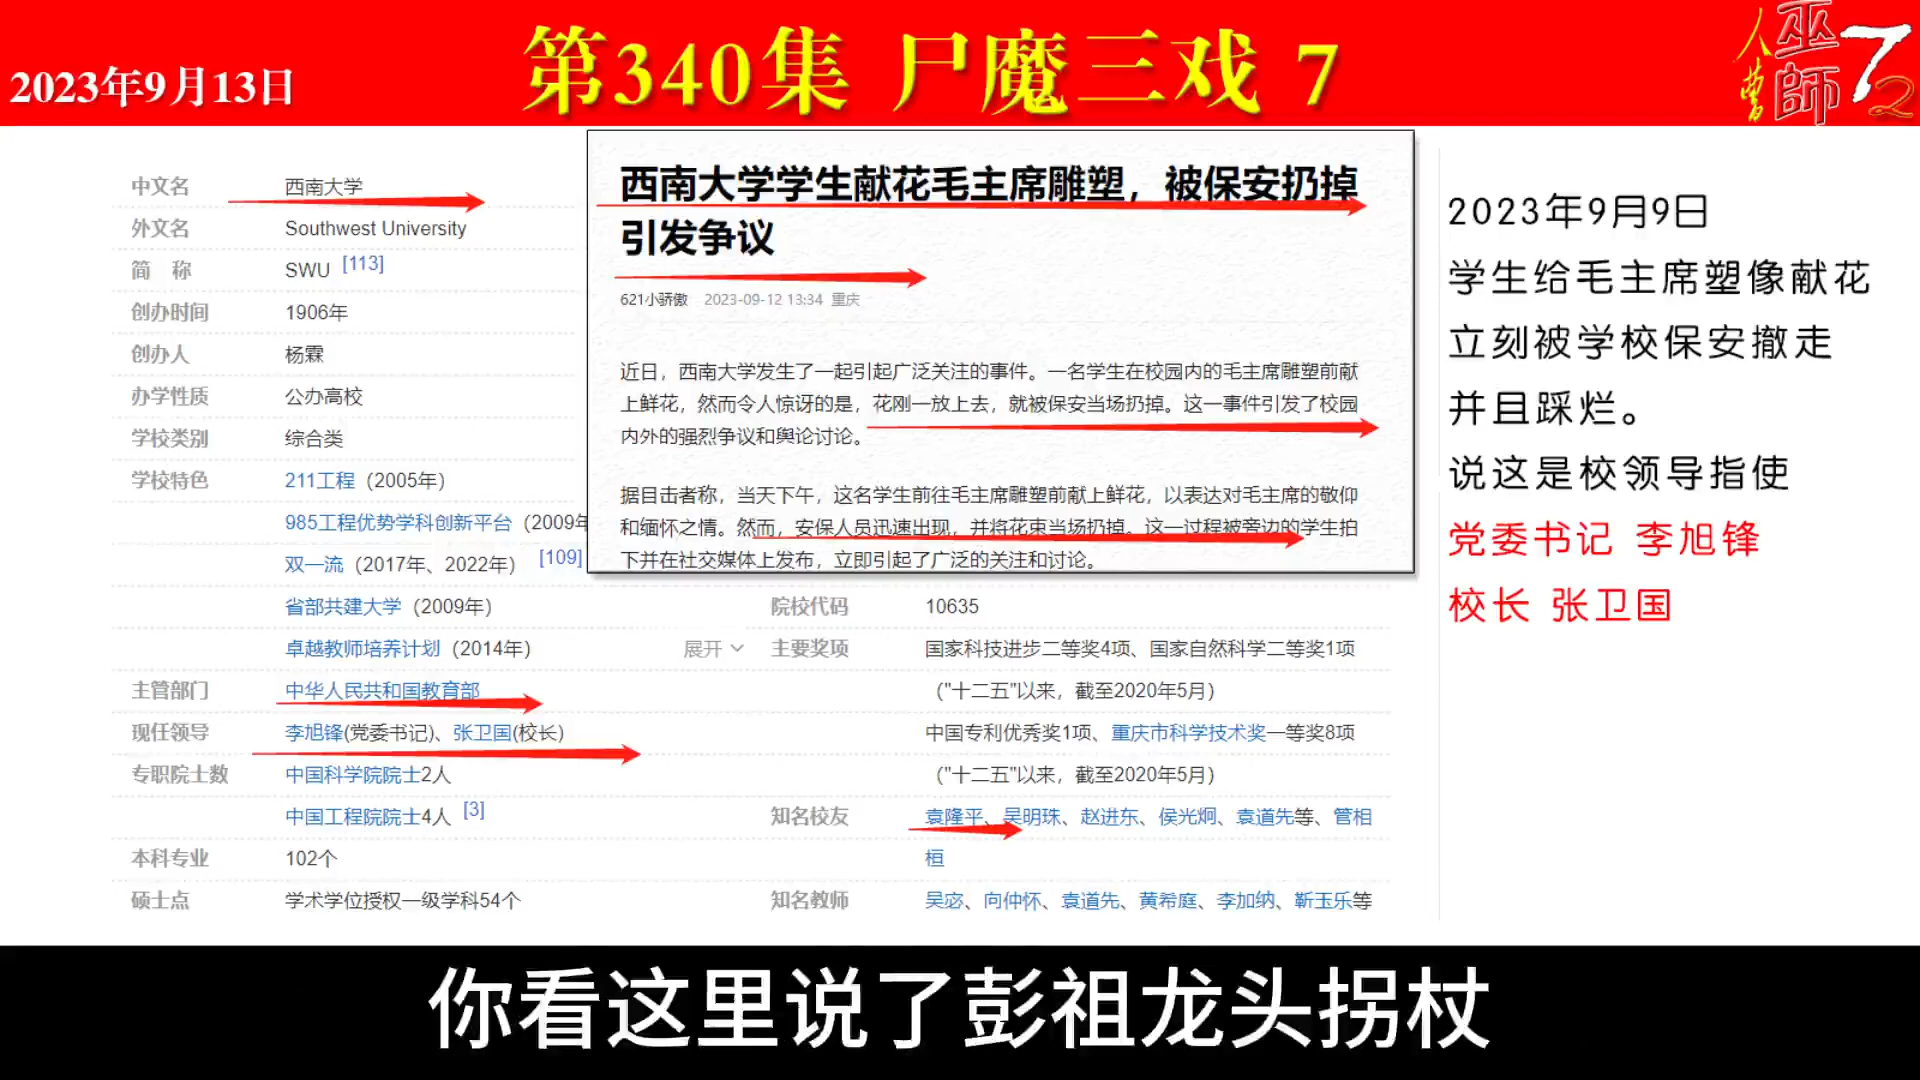 2023年9月13日
第340集 尸魔三戏 7
人曹
巫師
72
中文名 西南大学
外文名 Southwest University
简 称 SWU [113]
创办时间 1906年
创办人 杨霖
办学性质 公办高校
学校类别 综合类
学校特色 211工程（2005年）
985工程优势学科创新平台（2009年
双一流（2017年、2022年） [109]
省部共建大学（2009年）
卓越教师培养计划（2014年） 展开
主管部门 中华人民共和国教育部
现任领导 李旭锋(党委书记)、张卫国(校长)
专职院士数 中国科学院院士2人
中国工程院院士4人 [3]
本科专业 102个
硕士点 学术学位授权一级学科54个
西南大学学生献花毛主席雕塑，被保安扔掉
引发争议
621小骄傲 2023-09-12 13:34 重庆
近日，西南大学发生了一起引起广泛关注的事件。一名学生在校园内的毛主席雕塑前献
上鲜花，然而令人惊讶的是，花刚一放上去，就被保安当场扔掉。这一事件引发了校园
内外的强烈争议和舆论讨论。
据目击者称，当天下午，这名学生前往毛主席雕塑前献上鲜花，以表达对毛主席的敬仰
和缅怀之情。然而，安保人员迅速出现，并将花束当场扔掉。这一过程被旁边的学生拍
下并在社交媒体上发布，立即引起了广泛的关注和讨论。
院校代码 10635
主要奖项 国家科技进步二等奖4项、国家自然科学二等奖1项
（"十二五"以来，截至2020年5月）
中国专利优秀奖1项、重庆市科学技术奖一等奖8项
（"十二五"以来，截至2020年5月）
知名校友 袁隆平、吴明珠、赵进东、侯光炯、袁道先等、管相
桓
知名教师 吴宓、向仲怀、袁道先、黄希庭、李加纳、靳玉乐等
2023年9月9日
学生给毛主席塑像献花
立刻被学校保安撤走
并且踩烂。
说这是校领导指使
党委书记 李旭锋
校长 张卫国
你看这里说了彭祖龙头拐杖